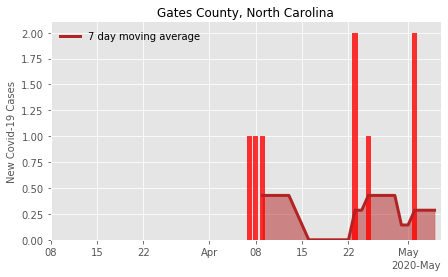 Gates County, North Carolina
7 day moving average
New Covid-19 Cases
2.00
1.75
1.50
1.25
1.00
0.75
0.50
0.25
0.00
08 15 22 Apr 08 15 22 May
2020-May